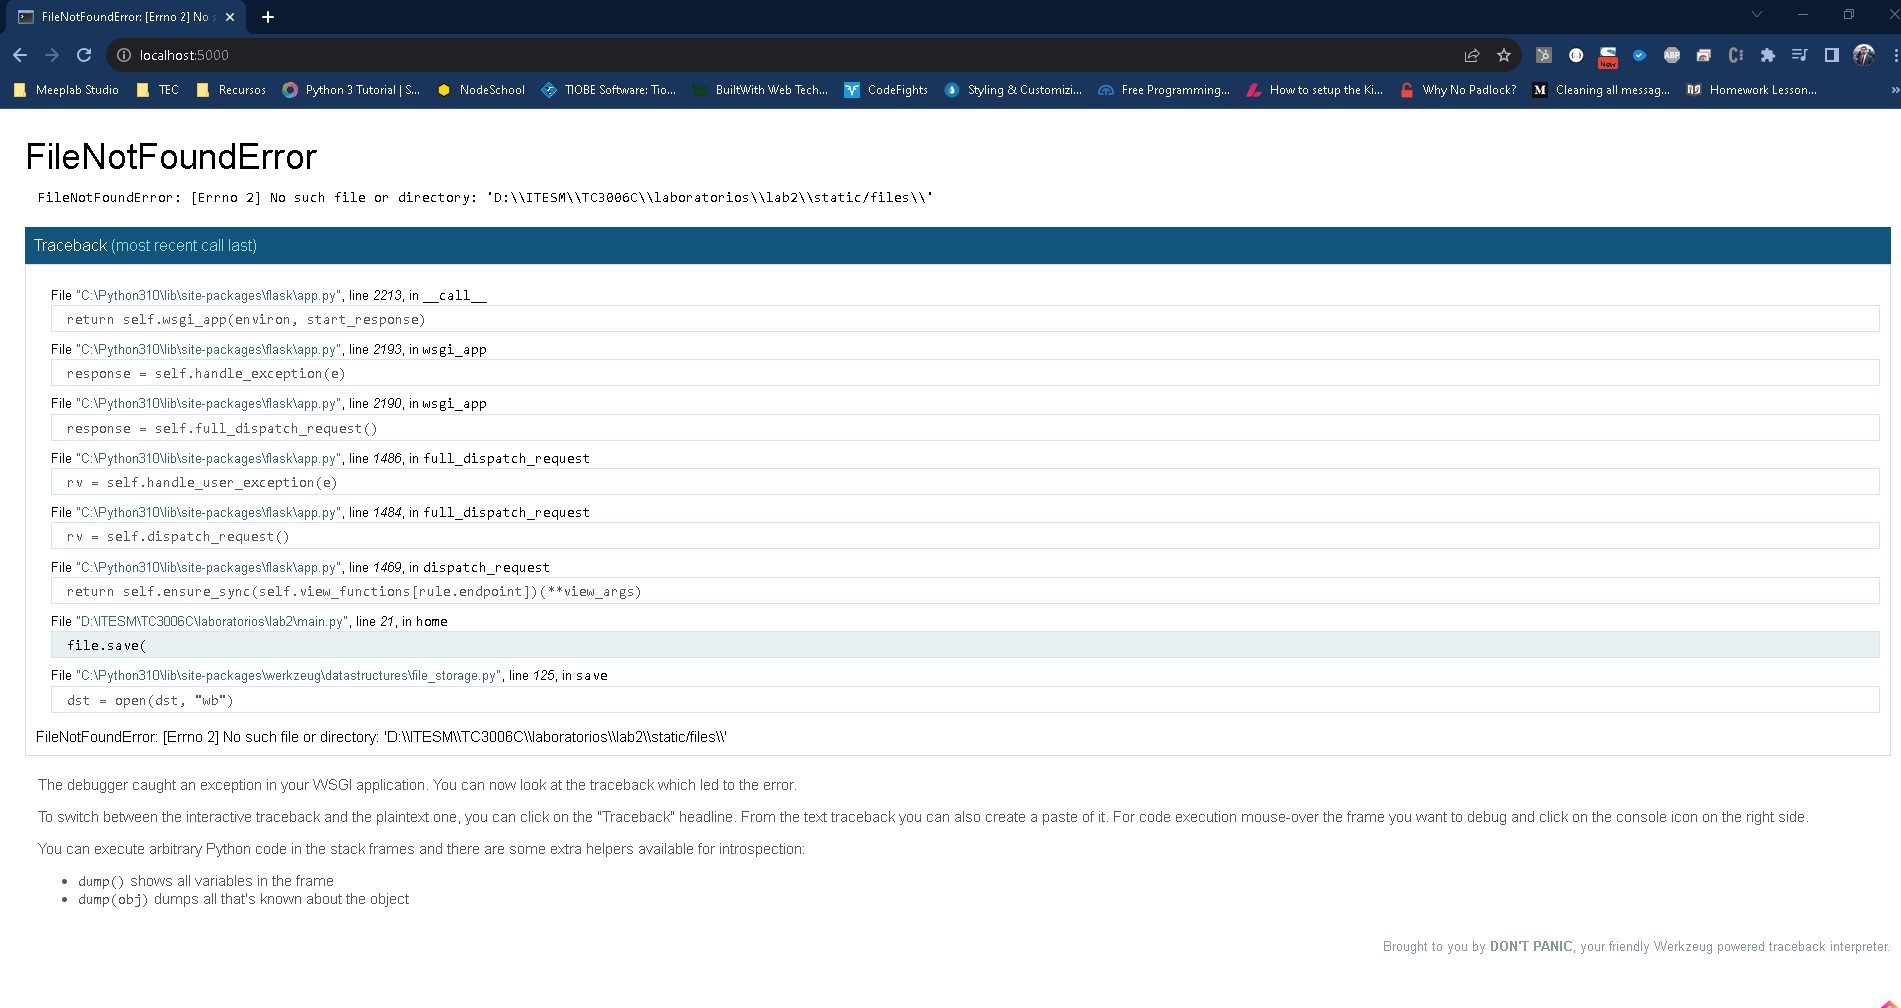 FileNotFoundError: [Errno 2] No s
localhost:5000
New
ABP
Meeplab Studio TEC Recursos Python 3 Tutorial | S... NodeSchool TIOBE Software: Tio... BuiltWith Web Tech... CodeFights Styling & Customizi... Free Programming... How to setup the Ki... Why No Padlock? M Cleaning all messag... Homework Lesson... »
FileNotFoundError
FileNotFoundError: [Errno 2] No such file or directory: 'D:\\ITESM\\TC3006C\\laboratorios\\lab2\\static/files\\'
Traceback (most recent call last)
File "C:\Python310\lib\site-packages\flask\app.py", line 2213, in __call__
return self.wsgi_app(environ, start_response)
File "C:\Python310\lib\site-packages\flask\app.py", line 2193, in wsgi_app
response = self.handle_exception(e)
File "C:\Python310\lib\site-packages\flask\app.py", line 2190, in wsgi_app
response = self.full_dispatch_request()
File "C:\Python310\lib\site-packages\flask\app.py", line 1486, in full_dispatch_request
rv = self.handle_user_exception(e)
File "C:\Python310\lib\site-packages\flask\app.py", line 1484, in full_dispatch_request
rv = self.dispatch_request()
File "C:\Python310\lib\site-packages\flask\app.py", line 1469, in dispatch_request
return self.ensure_sync(self.view_functions[rule.endpoint])(**view_args)
File "D:\ITESM\TC3006C\laboratorios\lab2\main.py", line 21, in home
file.save(
File "C:\Python310\lib\site-packages\werkzeug\datastructures\file_storage.py", line 125, in save
dst = open(dst, "wb")
FileNotFoundError: [Errno 2] No such file or directory: 'D:\\ITESM\\TC3006C\\laboratorios\\lab2\\static/files\\'
The debugger caught an exception in your WSGI application. You can now look at the traceback which led to the error.
To switch between the interactive traceback and the plaintext one, you can click on the "Traceback" headline. From the text traceback you can also create a paste of it. For code execution mouse-over the frame you want to debug and click on the console icon on the right side.
You can execute arbitrary Python code in the stack frames and there are some extra helpers available for introspection:
• dump() shows all variables in the frame
• dump(obj) dumps all that's known about the object
Brought to you by DON'T PANIC, your friendly Werkzeug powered traceback interpreter.